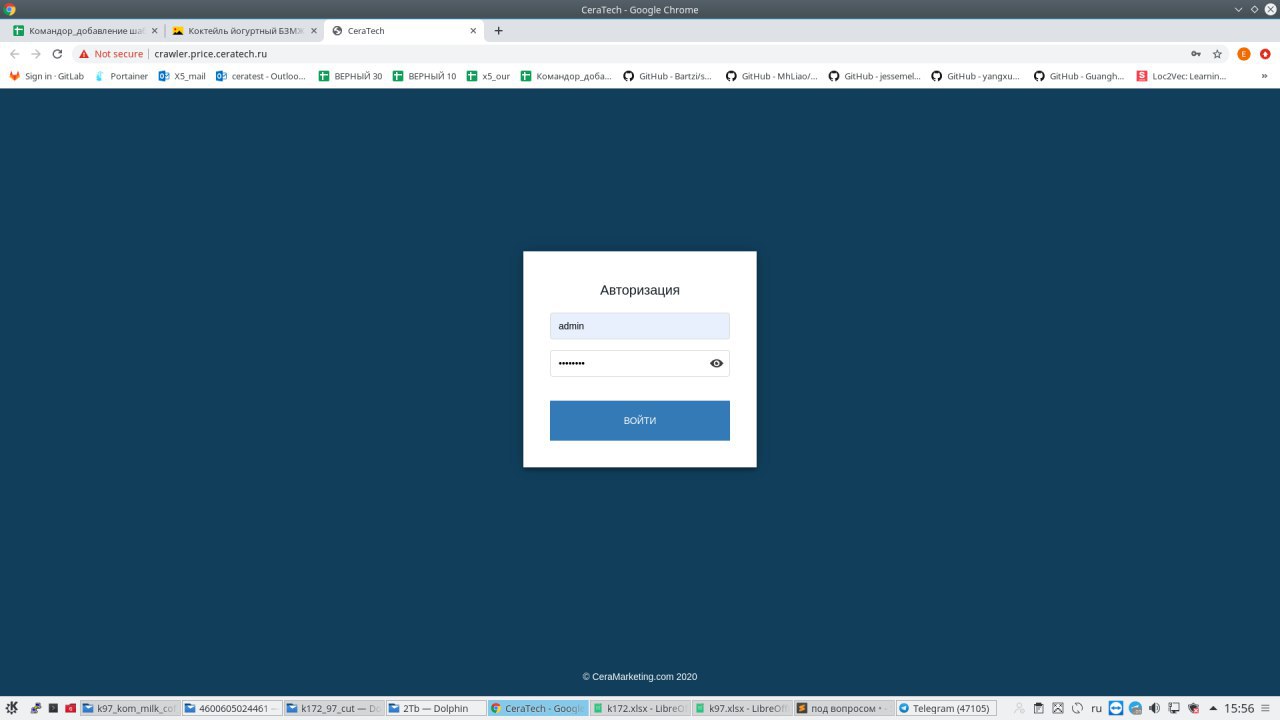 CeraTech - Google Chrome
Командор_добавление ша
Коктейль йогуртный БЗМЖ
CeraTech
Not secure
crawler.price.ceratech.ru
Sign in · GitLab
Portainer
X5_mail
ceratest - Outloo...
ВЕРНЫЙ 30
ВЕРНЫЙ 10
x5_our
Командор_доба...
GitHub - Bartzi/s...
GitHub - MhLiao/...
GitHub - jessemel...
GitHub - yangxu...
GitHub - Guangh...
Loc2Vec: Learnin...
»
Авторизация
admin
••••••••
ВОЙТИ
© CeraMarketing.com 2020
k97_kom_milk_cof
4600605024461 —
k172_97_cut — Do
2Tb — Dolphin
CeraTech - Google
k172.xlsx - LibreO
k97.xlsx - LibreOf
под вопросом •
Telegram (47105)
ru
15:56